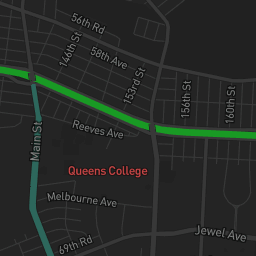 56th Rd
146th St
58th Ave
153rd St
156th St
160th St
Reeves Ave
Main St
Queens College
Melbourne Ave
69th Rd
Jewel Ave